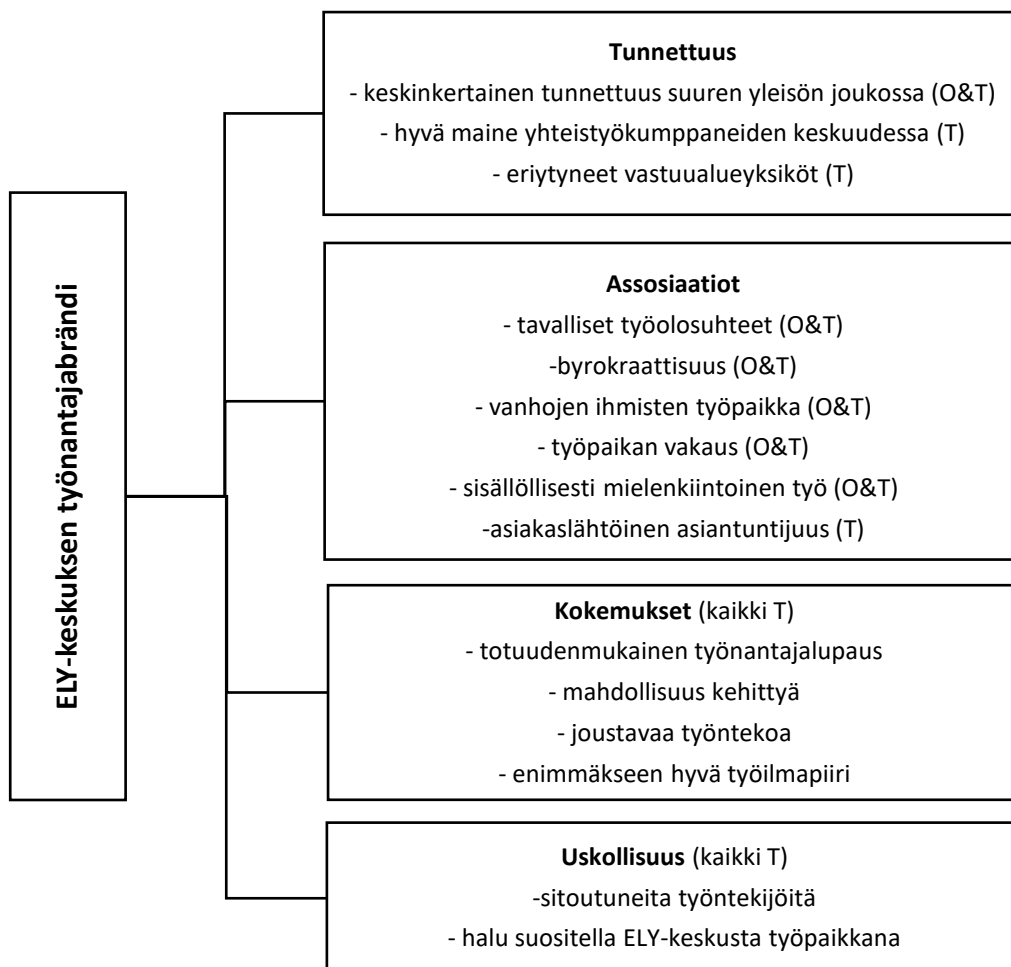 ELY-keskuksen työnantajabrändi
Tunnettuus
- keskinkertainen tunnettuus suuren yleisön joukossa (O&T)
- hyvä maine yhteistyökumppaneiden keskuudessa (T)
- eriytyneet vastuualueyksiköt (T)
Assosiaatiot
- tavalliset työolosuhteet (O&T)
-byrokraattisuus (O&T)
- vanhojen ihmisten työpaikka (O&T)
- työpaikan vakaus (O&T)
- sisällöllisesti mielenkiintoinen työ (O&T)
-asiakaslähtöinen asiantuntijuus (T)
Kokemukset (kaikki T)
- totuudenmukainen työnantajalupaus
- mahdollisuus kehittyä
- joustavaa työntekoa
- enimmäkseen hyvä työilmapiiri
Uskollisuus (kaikki T)
-sitoutuneita työntekijöitä
- halu suositella ELY-keskusta työpaikkana